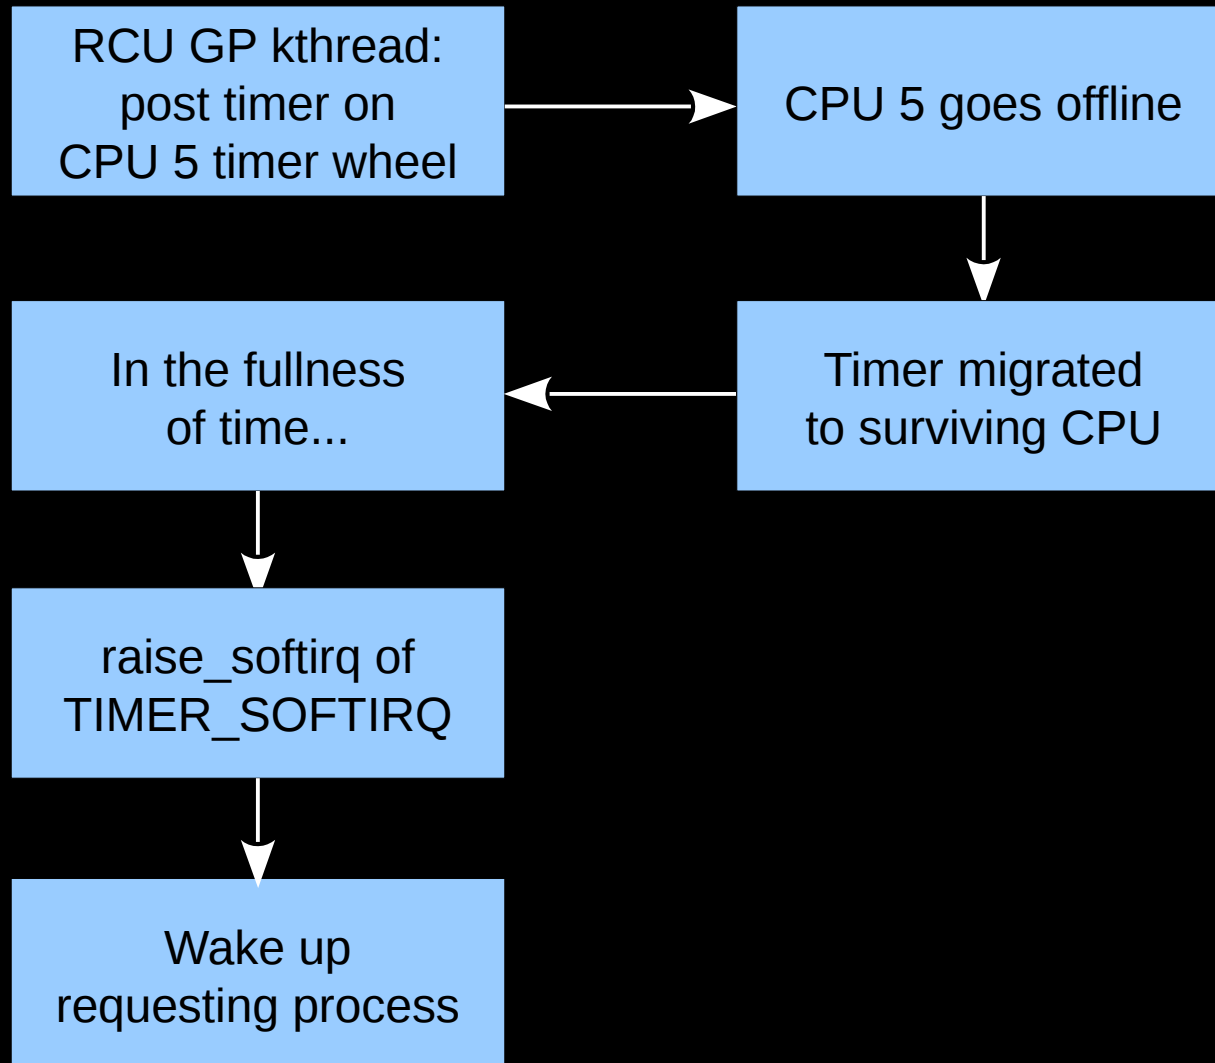 RCU GP kthread:
post timer on
CPU 5 timer wheel
CPU 5 goes offline
Timer migrated
to surviving CPU
In the fullness
of time...
raise_softirq of
TIMER_SOFTIRQ
Wake up
requesting process